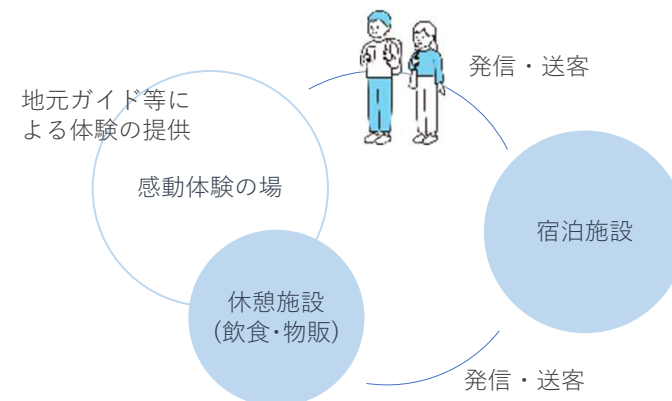 発信・送客
地元ガイド等に
よる体験の提供
感動体験の場
宿泊施設
休憩施設
(飲食・物販)
発信・送客